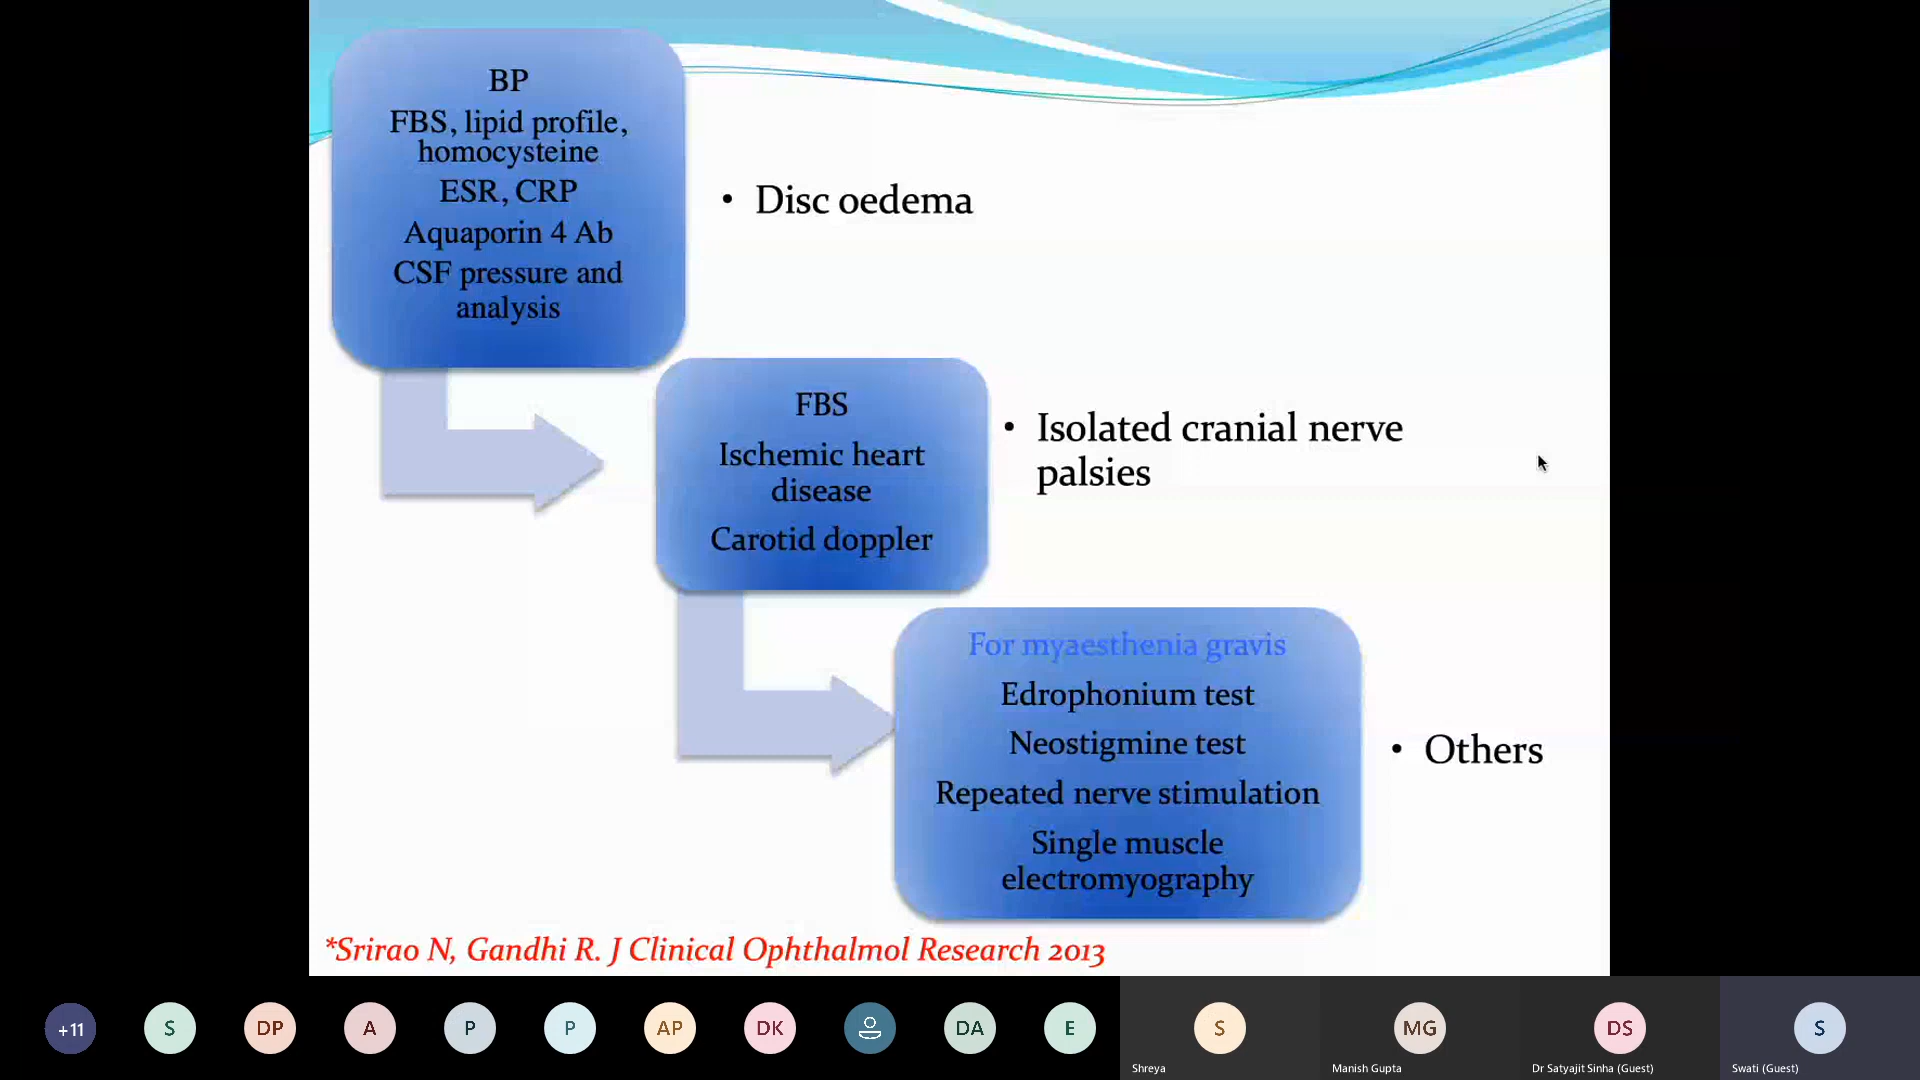 BP
FBS, lipid profile,
homocysteine
ESR, CRP
Aquaporin 4 Ab
CSF pressure and
analysis
• Disc oedema
FBS
Ischemic heart
disease
Carotid doppler
• Isolated cranial nerve
palsies
For myaesthenia gravis
Edrophonium test
Neostigmine test
Repeated nerve stimulation
Single muscle
electromyography
• Others
*Srirao N, Gandhi R. J Clinical Ophthalmol Research 2013
+11
S
DP
A
P
P
AP
DK
DA
E
S
Shreya
MG
Manish Gupta
DS
Dr Satyajit Sinha (Guest)
S
Swati (Guest)